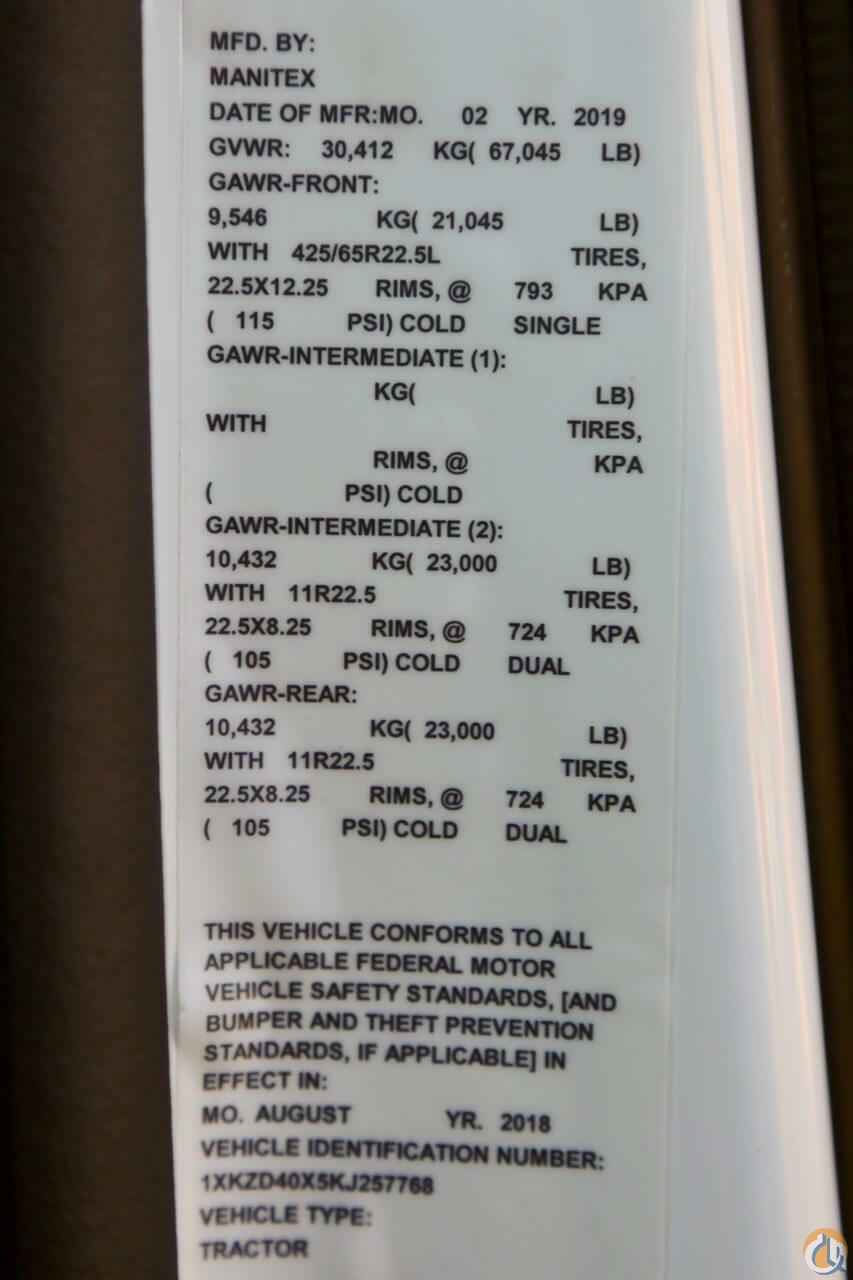 MFD. BY:
MANITEX
DATE OF MFR:MO. 02 YR. 2019
GVWR: 30,412 KG( 67,045 LB)
GAWR-FRONT:
9,546 KG( 21,045 LB)
WITH 425/65R22.5L TIRES,
22.5X12.25 RIMS, @ 793 KPA
( 115 PSI) COLD SINGLE
GAWR-INTERMEDIATE (1):
KG( LB)
WITH TIRES,
RIMS, @ KPA
( PSI) COLD
GAWR-INTERMEDIATE (2):
10,432 KG( 23,000 LB)
WITH 11R22.5 TIRES,
22.5X8.25 RIMS, @ 724 KPA
( 105 PSI) COLD DUAL
GAWR-REAR:
10,432 KG( 23,000 LB)
WITH 11R22.5 TIRES,
22.5X8.25 RIMS, @ 724 KPA
( 105 PSI) COLD DUAL
THIS VEHICLE CONFORMS TO ALL
APPLICABLE FEDERAL MOTOR
VEHICLE SAFETY STANDARDS, [AND
BUMPER AND THEFT PREVENTION
STANDARDS, IF APPLICABLE] IN
EFFECT IN:
MO. AUGUST YR. 2018
VEHICLE IDENTIFICATION NUMBER:
1XKZD40X5KJ257768
VEHICLE TYPE:
TRACTOR